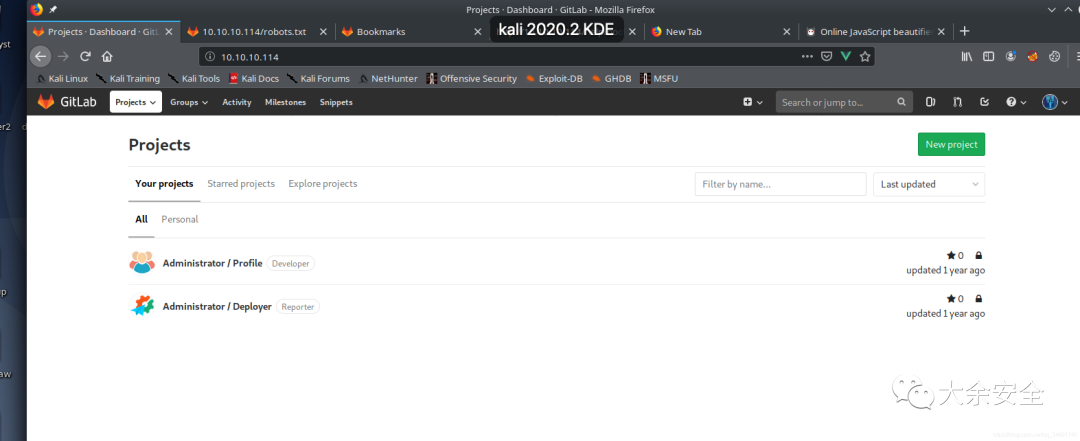 Projects · Dashboard · GitLab - Mozilla Firefox
Projects · Dashboard · GitLab
10.10.10.114/robots.txt
Bookmarks
kali 2020.2 KDE
New Tab
Online JavaScript beautifie
10.10.10.114
Kali Linux Kali Training Kali Tools Kali Docs Kali Forums NetHunter Offensive Security Exploit-DB GHDB MSFU
GitLab Projects Groups Activity Milestones Snippets Search or jump to...
Projects
New project
Your projects Starred projects Explore projects Filter by name... Last updated
All Personal
Administrator / Profile Developer 0
updated 1 year ago
Administrator / Deployer Reporter 0
updated 1 year ago
大余安全
yst
er2
up
aw